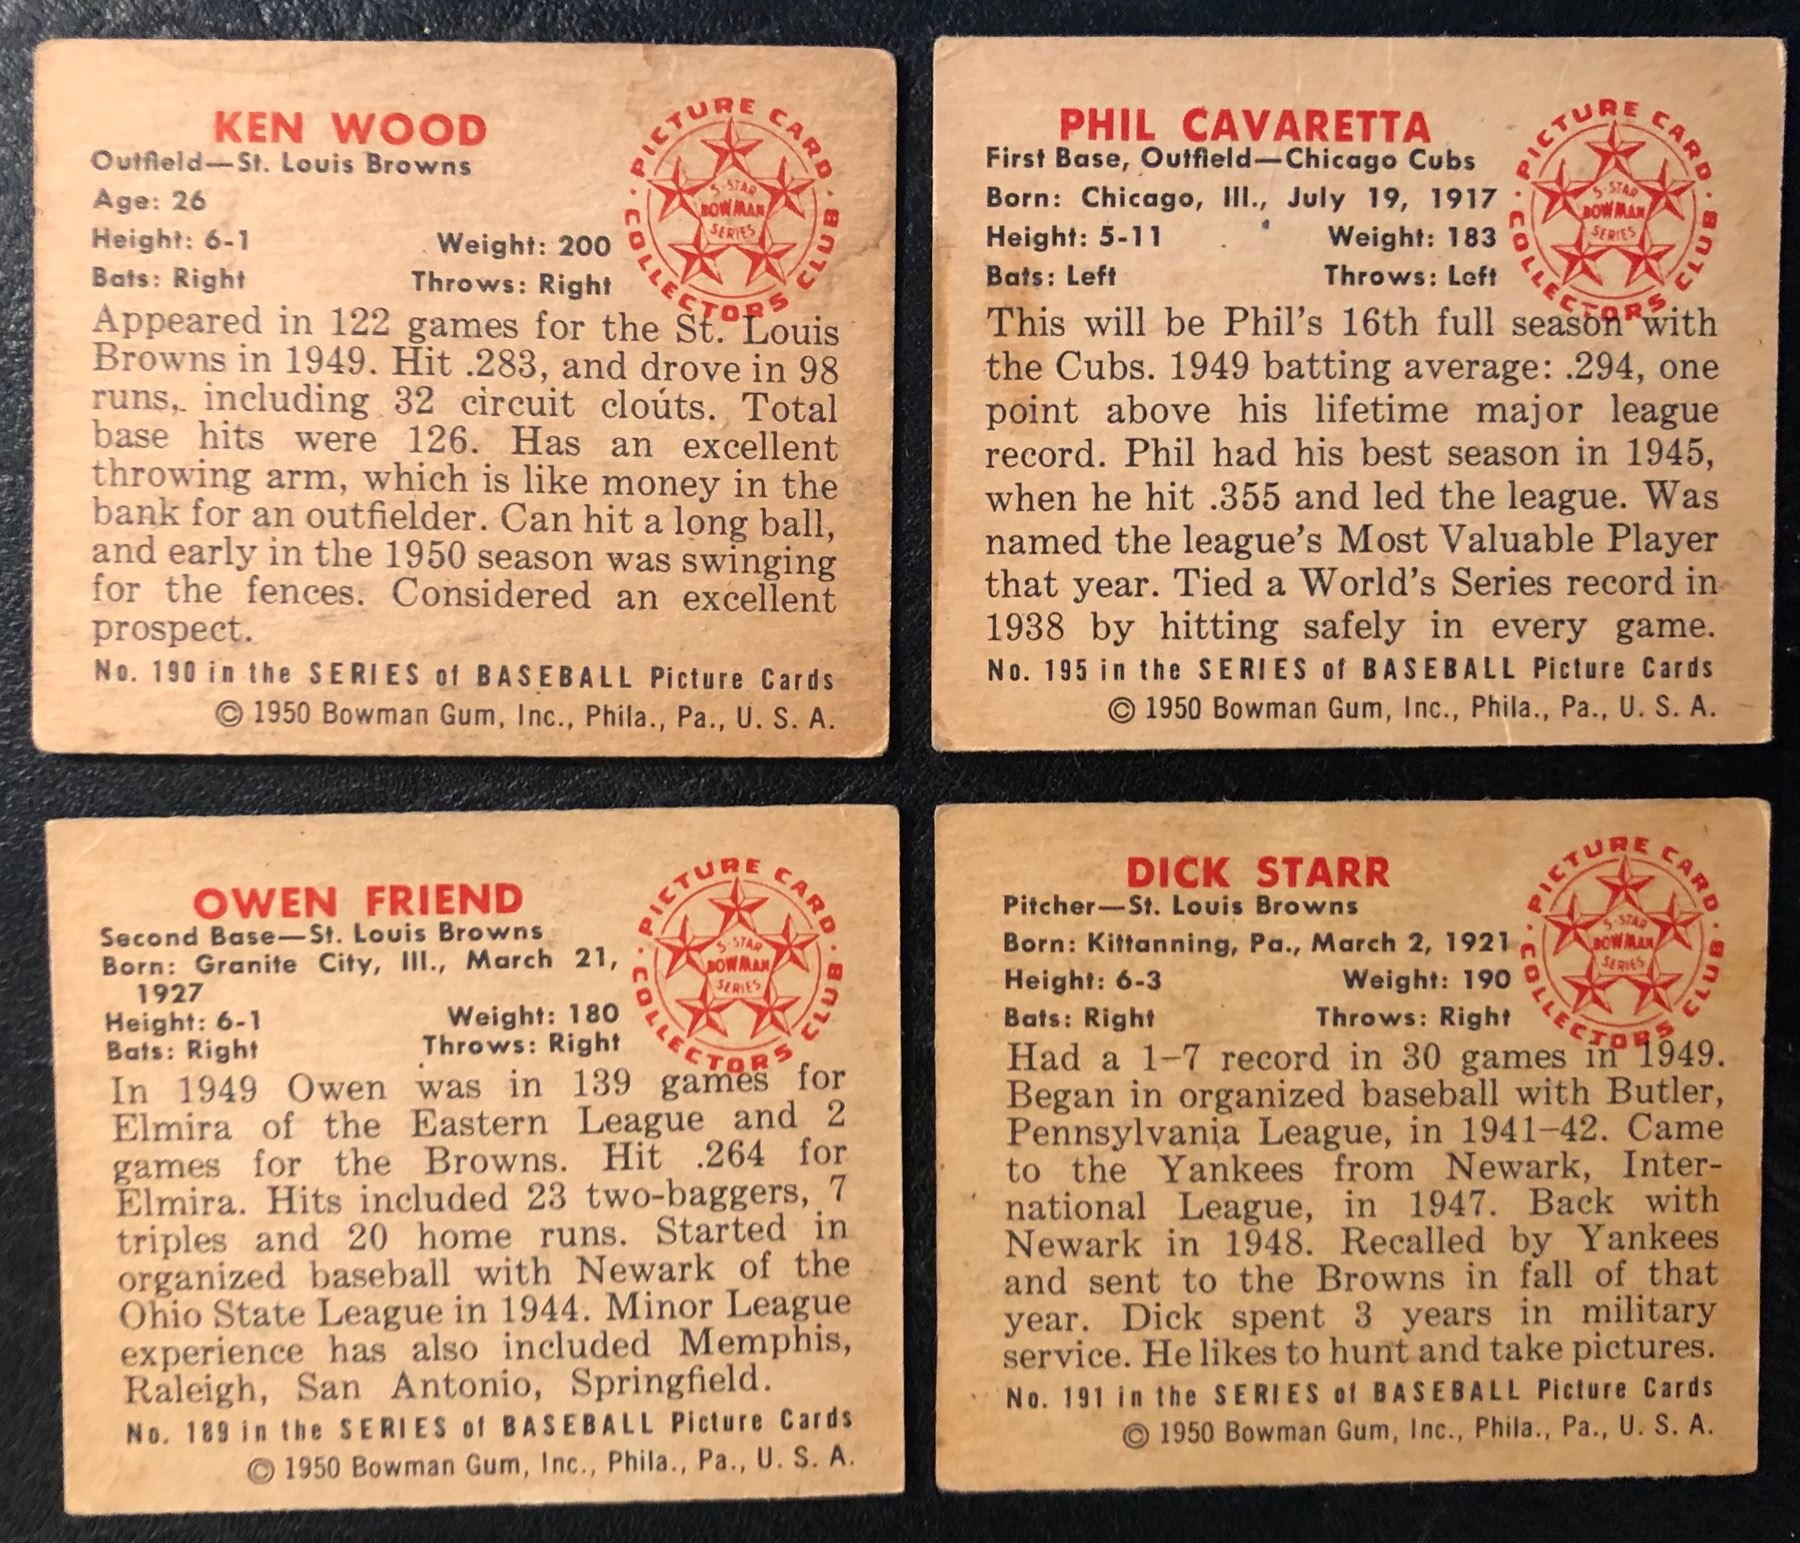 KEN WOOD
Outfield—St. Louis Browns
Age: 26
Height: 6-1 Weight: 200
Bats: Right Throws: Right
PICTURE CARD COLLECTORS CLUB
5-STAR
BOWMAN
SERIES
Appeared in 122 games for the St. Louis
Browns in 1949. Hit .283, and drove in 98
runs, including 32 circuit clouts. Total
base hits were 126. Has an excellent
throwing arm, which is like money in the
bank for an outfielder. Can hit a long ball,
and early in the 1950 season was swinging
for the fences. Considered an excellent
prospect.
No. 190 in the SERIES of BASEBALL Picture Cards
© 1950 Bowman Gum, Inc., Phila., Pa., U. S. A.
PHIL CAVARETTA
First Base, Outfield—Chicago Cubs
Born: Chicago, Ill., July 19, 1917
Height: 5-11 Weight: 183
Bats: Left Throws: Left
PICTURE CARD COLLECTORS CLUB
5-STAR
BOWMAN
SERIES
This will be Phil's 16th full season with
the Cubs. 1949 batting average: .294, one
point above his lifetime major league
record. Phil had his best season in 1945,
when he hit .355 and led the league. Was
named the league's Most Valuable Player
that year. Tied a World's Series record in
1938 by hitting safely in every game.
No. 195 in the SERIES of BASEBALL Picture Cards
© 1950 Bowman Gum, Inc., Phila., Pa., U. S. A.
OWEN FRIEND
Second Base—St. Louis Browns
Born: Granite City, Ill., March 21,
1927
Height: 6-1 Weight: 180
Bats: Right Throws: Right
PICTURE CARD COLLECTORS CLUB
5-STAR
BOWMAN
SERIES
In 1949 Owen was in 139 games for
Elmira of the Eastern League and 2
games for the Browns. Hit .264 for
Elmira. Hits included 23 two-baggers, 7
triples and 20 home runs. Started in
organized baseball with Newark of the
Ohio State League in 1944. Minor League
experience has also included Memphis,
Raleigh, San Antonio, Springfield.
No. 189 in the SERIES of BASEBALL Picture Cards
© 1950 Bowman Gum, Inc., Phila., Pa., U. S. A.
DICK STARR
Pitcher—St. Louis Browns
Born: Kittanning, Pa., March 2, 1921
Height: 6-3 Weight: 190
Bats: Right Throws: Right
PICTURE CARD COLLECTORS CLUB
5-STAR
BOWMAN
SERIES
Had a 1-7 record in 30 games in 1949.
Began in organized baseball with Butler,
Pennsylvania League, in 1941-42. Came
to the Yankees from Newark, Inter-
national League, in 1947. Back with
Newark in 1948. Recalled by Yankees
and sent to the Browns in fall of that
year. Dick spent 3 years in military
service. He likes to hunt and take pictures.
No. 191 in the SERIES of BASEBALL Picture Cards
© 1950 Bowman Gum, Inc., Phila., Pa., U. S. A.